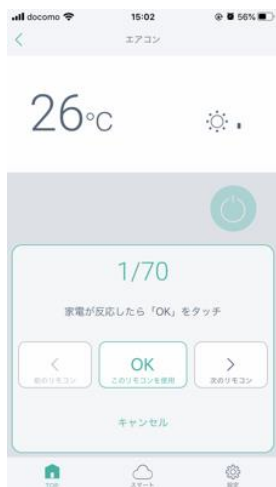 docomo 15:02 56%
エアコン
26°C
1/70
家電が反応したら「OK」をタッチ
OK
前のリモコン このリモコンを使用 次のリモコン
キャンセル
TOP スマート 設定